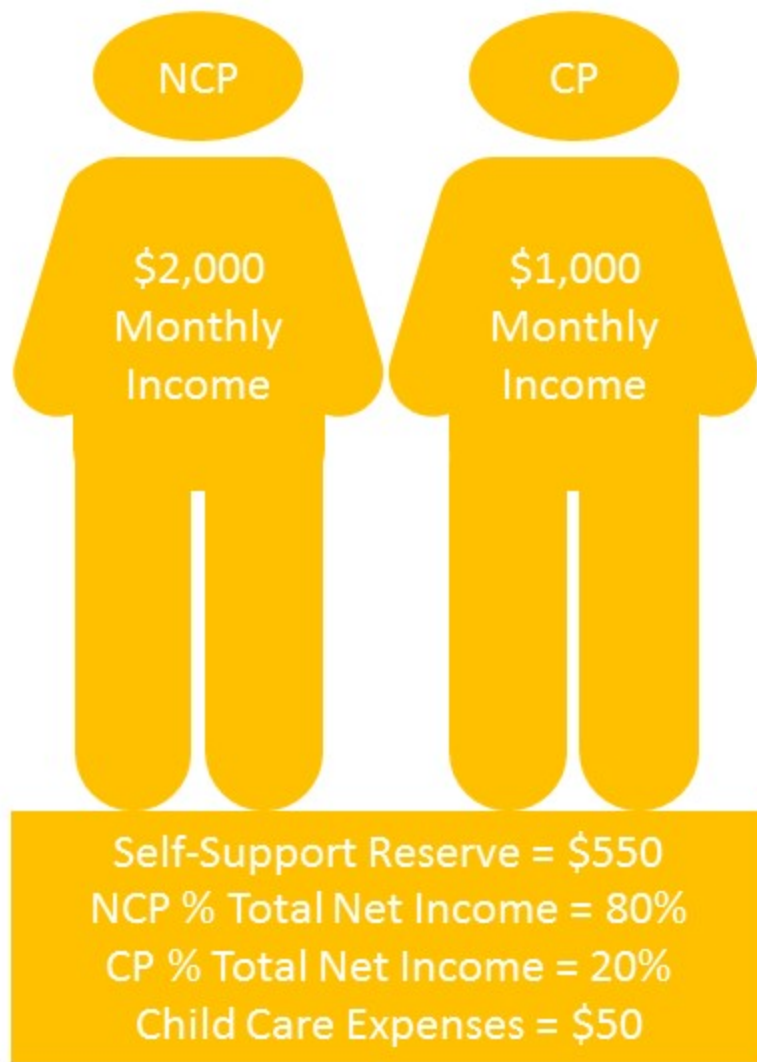 NCP
$2,000
Monthly
Income
CP
$1,000
Monthly
Income
Self-Support Reserve = $550
NCP % Total Net Income = 80%
CP % Total Net Income = 20%
Child Care Expenses = $50